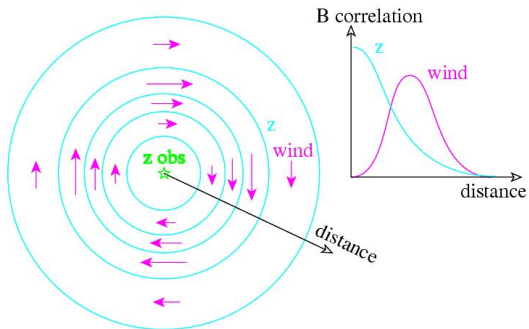 B correlation
z
wind
distance
z
wind
z obs
distance